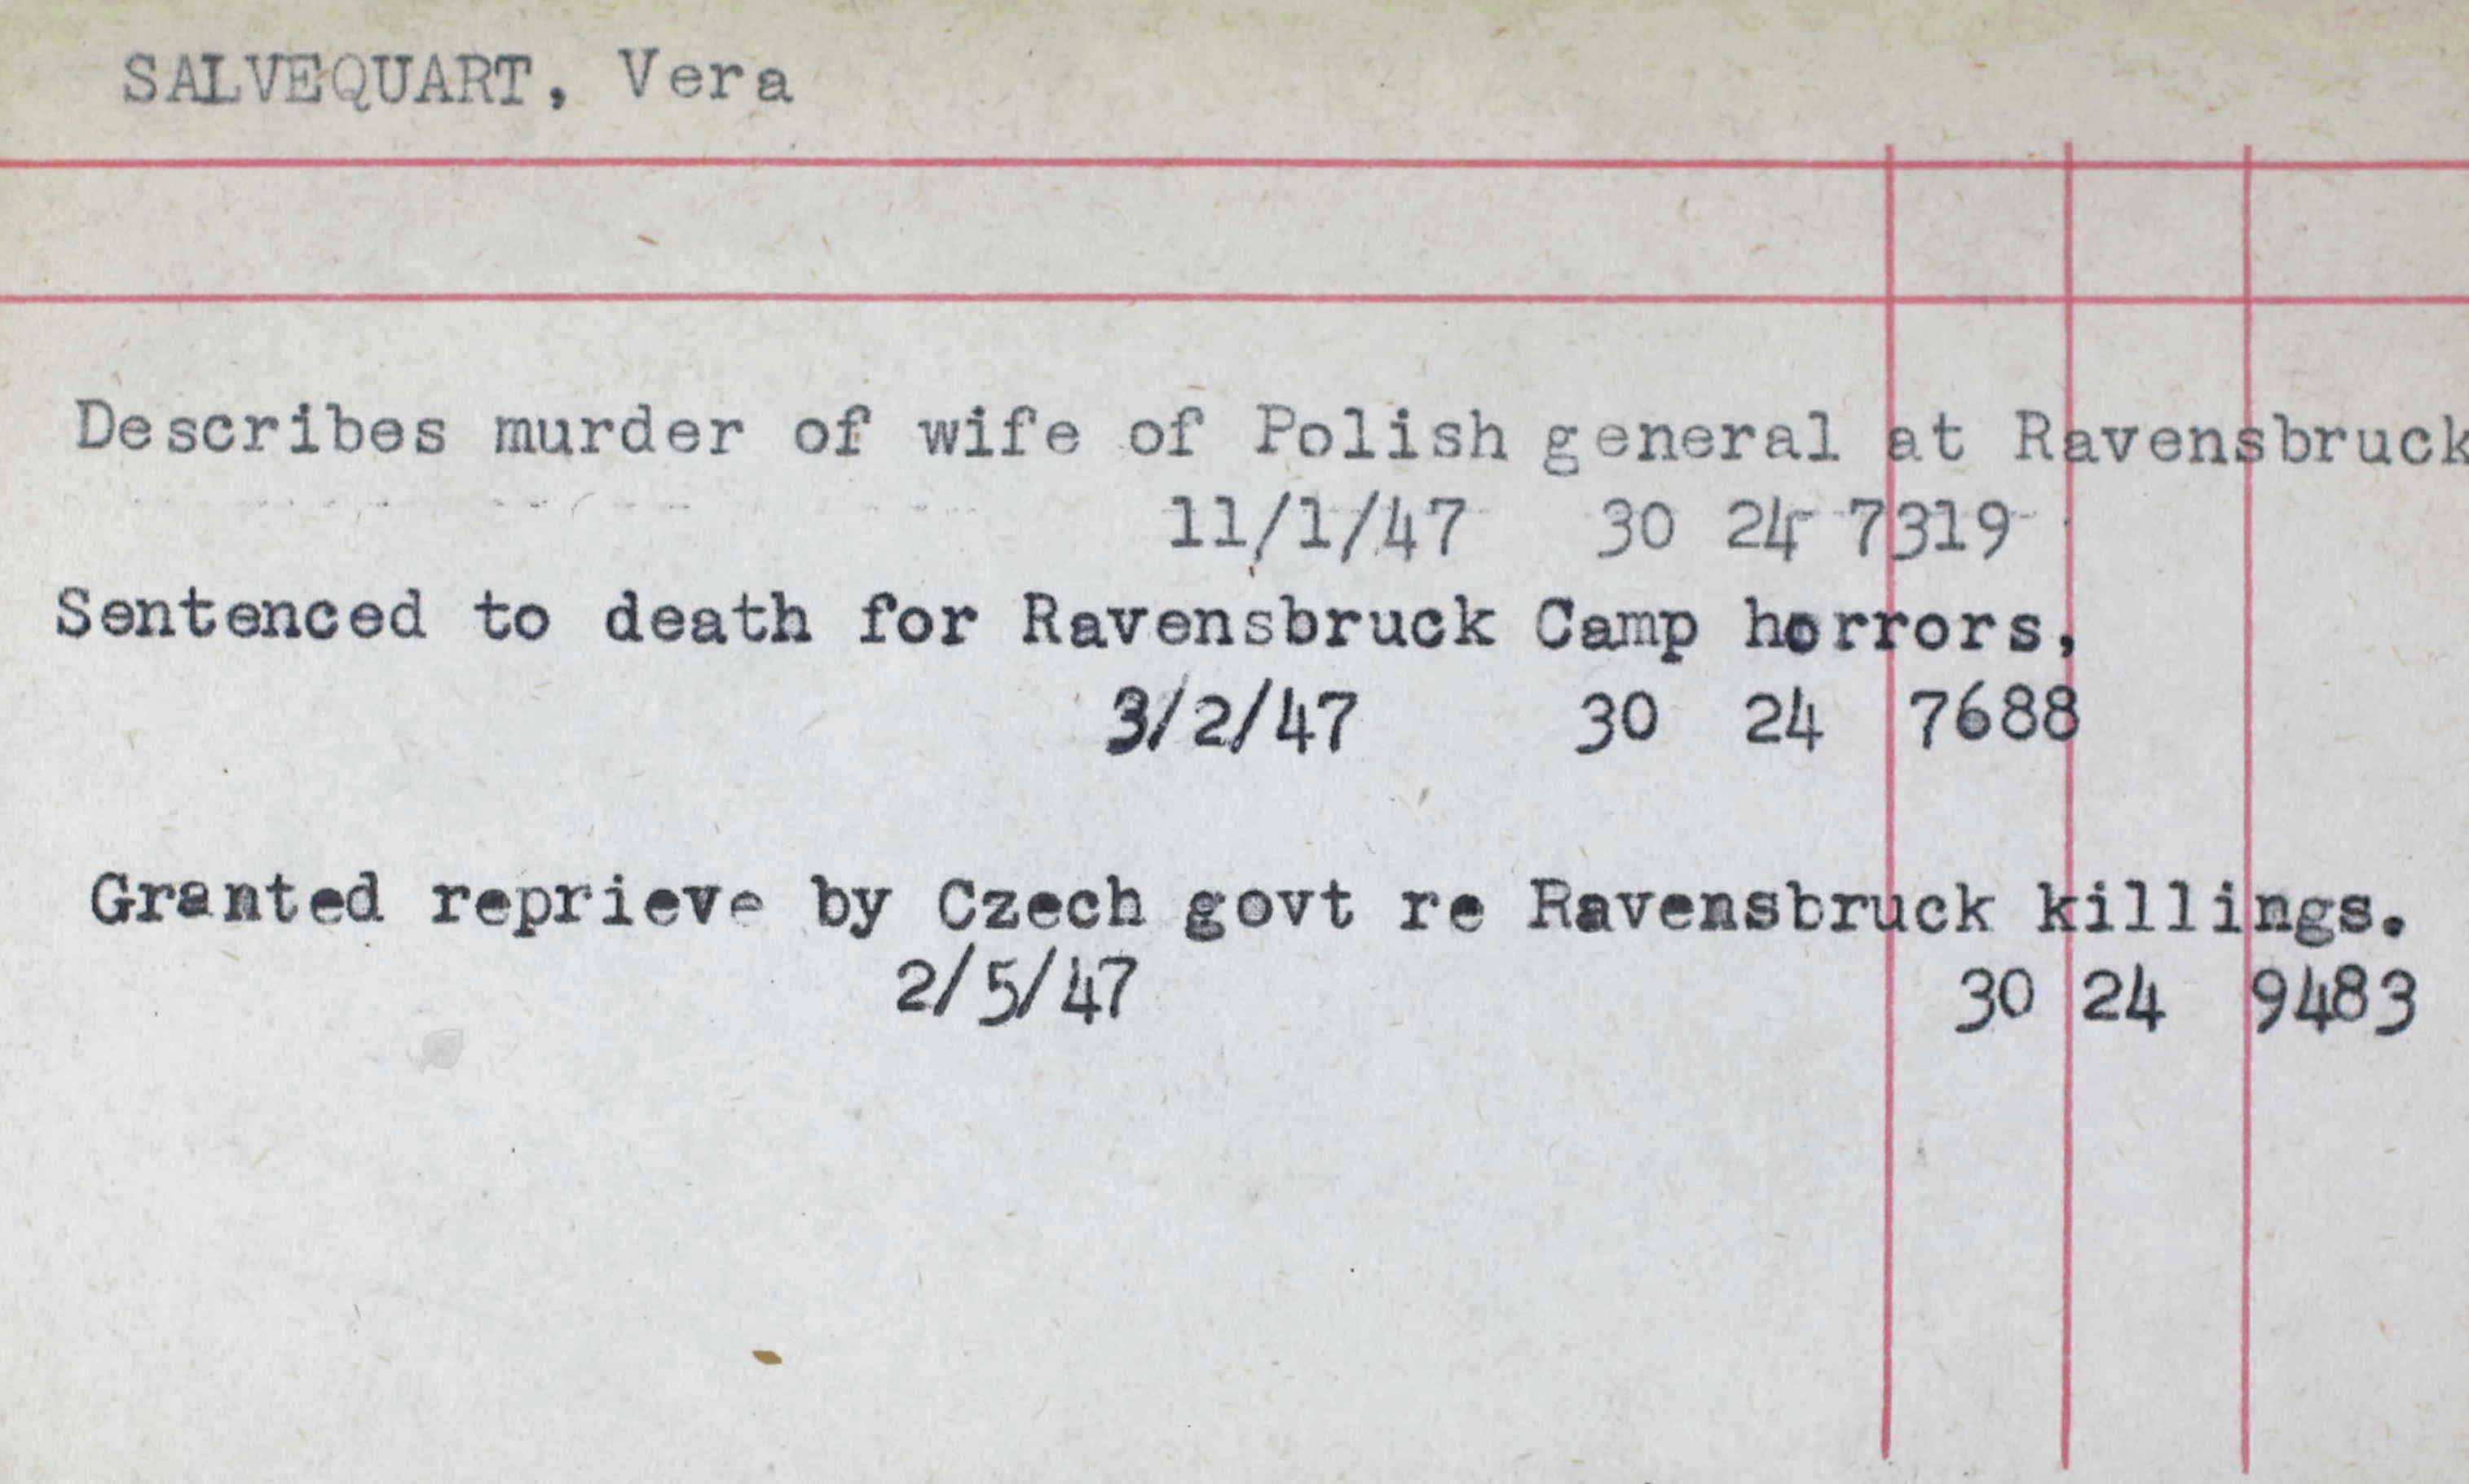 SALVEQUART, Vera
Describes murder of wife of Polish general at Ravensbruck
11/1/47 30 24 7319
Sentenced to death for Ravensbruck Camp horrors,
3/2/47 30 24 7688
Granted reprieve by Czech govt re Ravensbruck killings.
2/5/47 30 24 9483